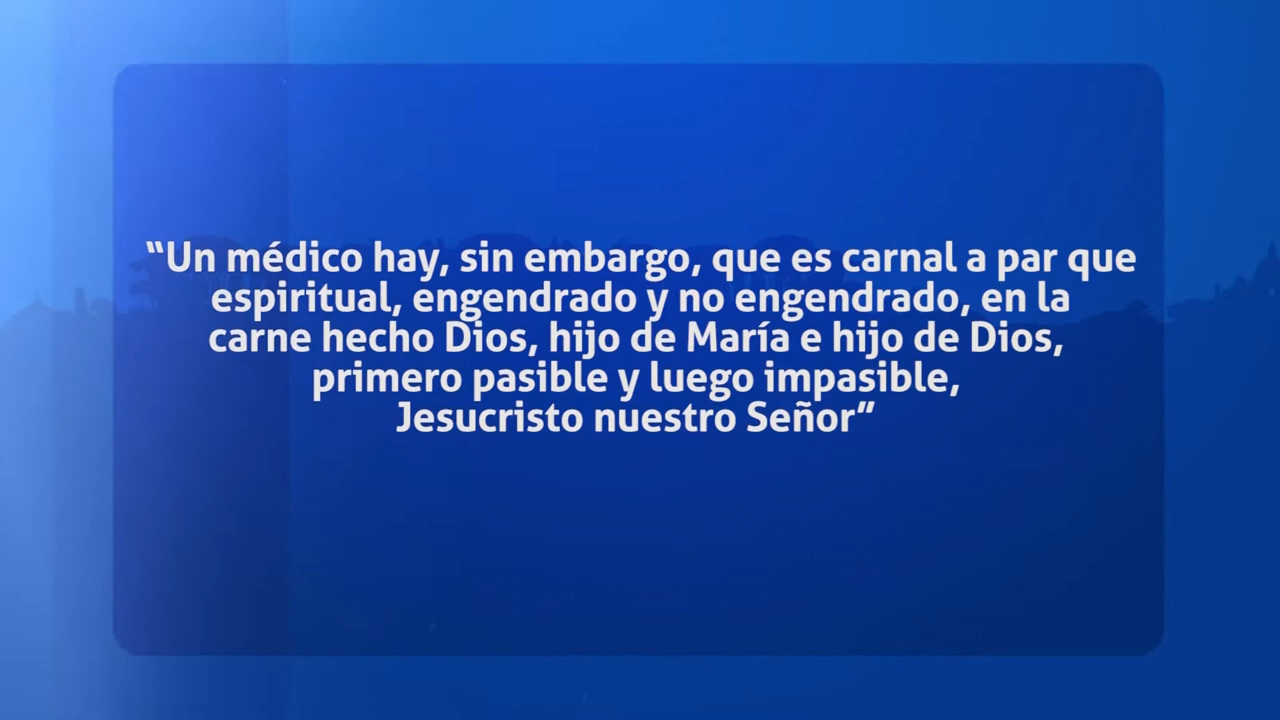 “Un médico hay, sin embargo, que es carnal a par que
espiritual, engendrado y no engendrado, en la
carne hecho Dios, hijo de María e hijo de Dios,
primero pasible y luego impasible,
Jesucristo nuestro Señor”